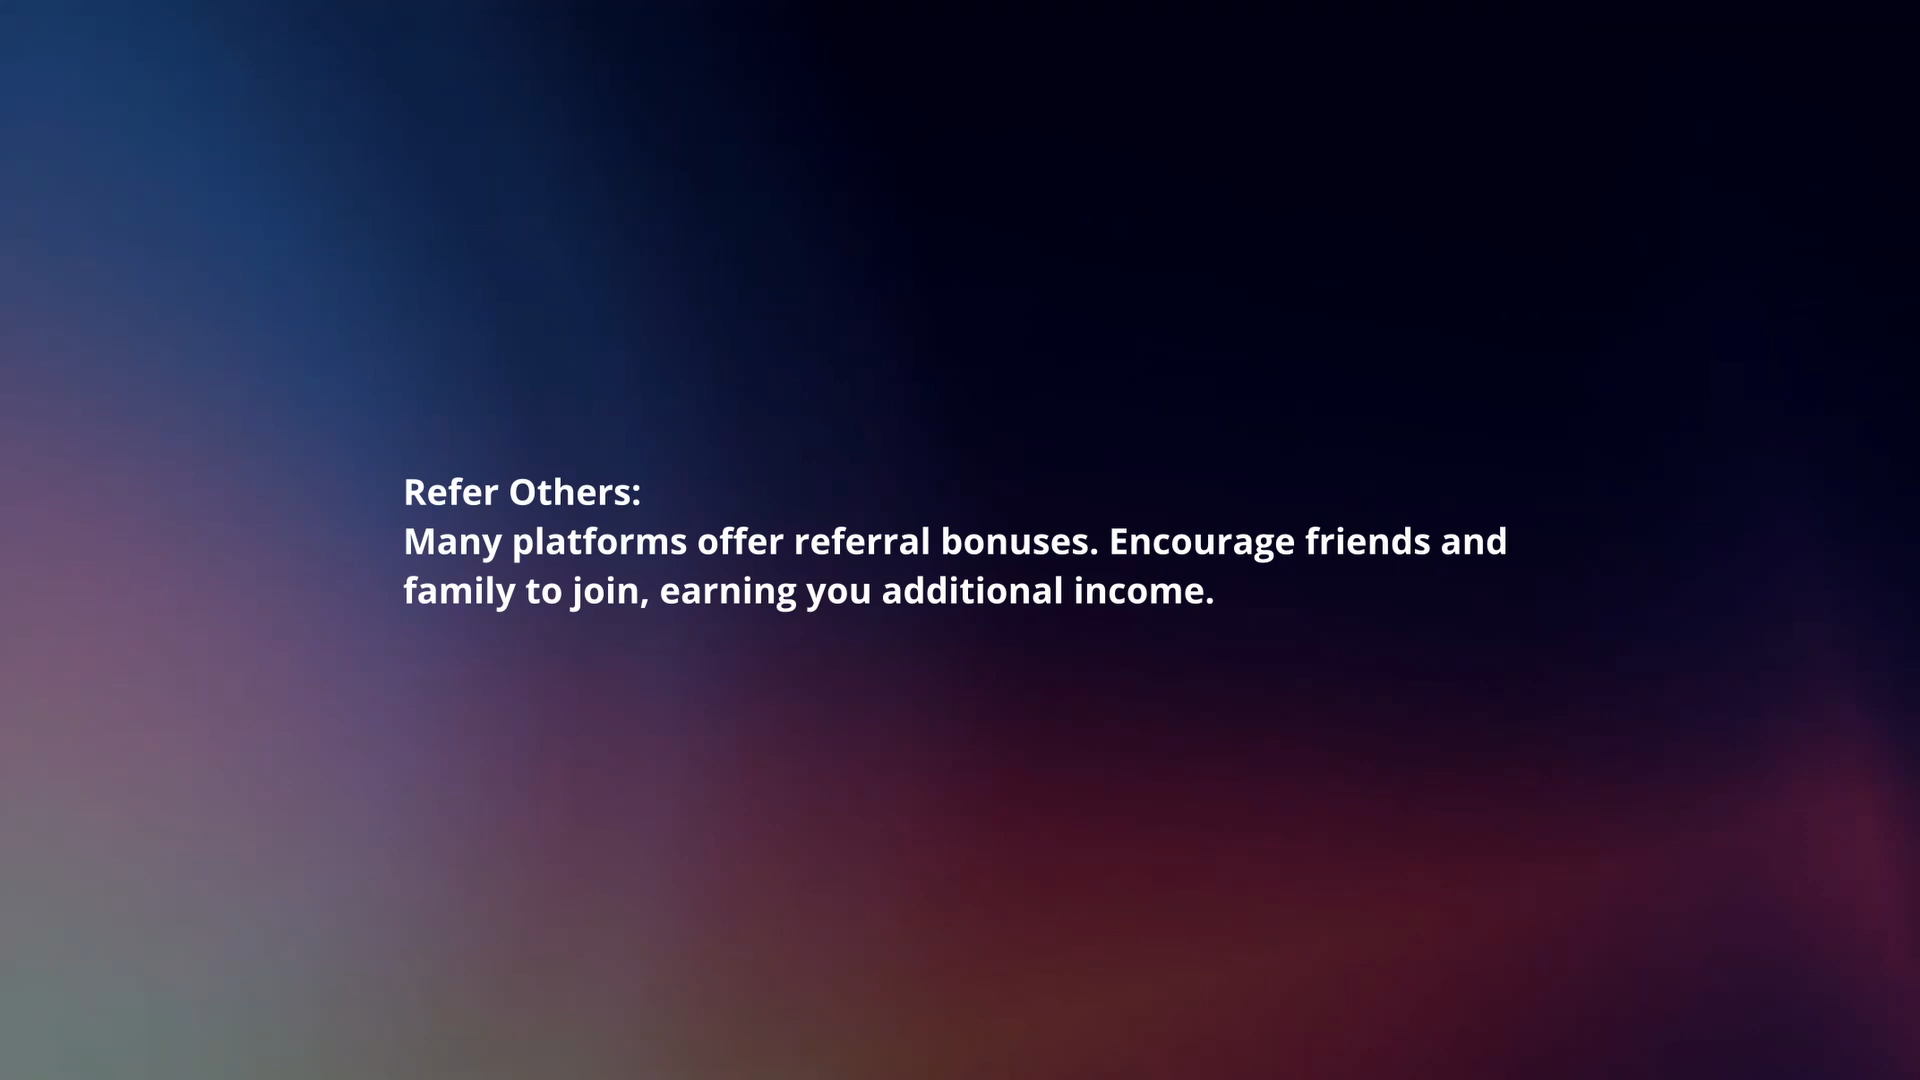 Refer Others:
Many platforms offer referral bonuses. Encourage friends and
family to join, earning you additional income.